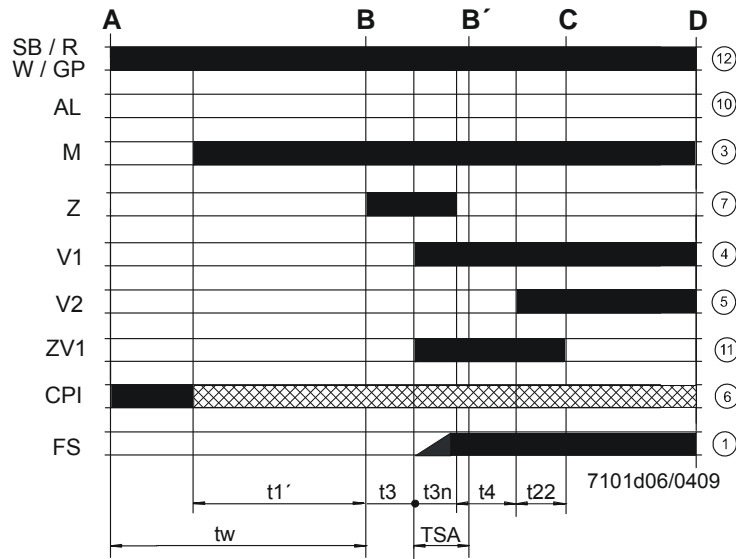 A B B´ C D
SB / R
W / GP 12
AL 10
M 3
Z 7
V1 4
V2 5
ZV1 11
CPI 6
FS 1
7101d06/0409
t1´ t3 t3n t4 t22
tw TSA